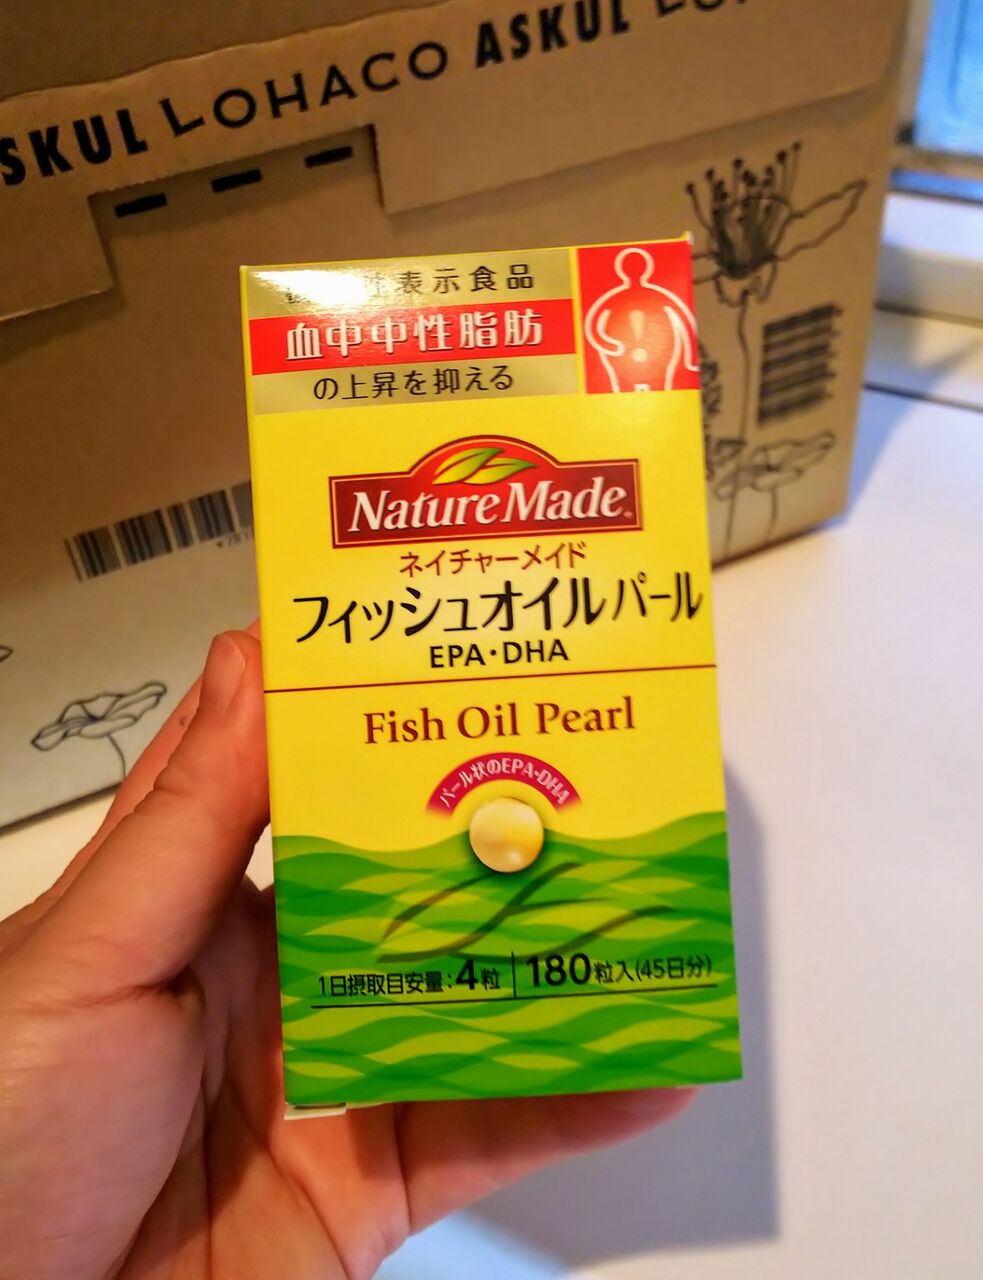 ASKUL LOHACO ASKUL
表示食品
血中中性脂肪
の上昇を抑える
Nature Made
ネイチャーメイド
フィッシュオイルパール
EPA・DHA
Fish Oil Pearl
パール状のEPA・DHA
1日摂取目安量:4粒 180粒入(45日分)